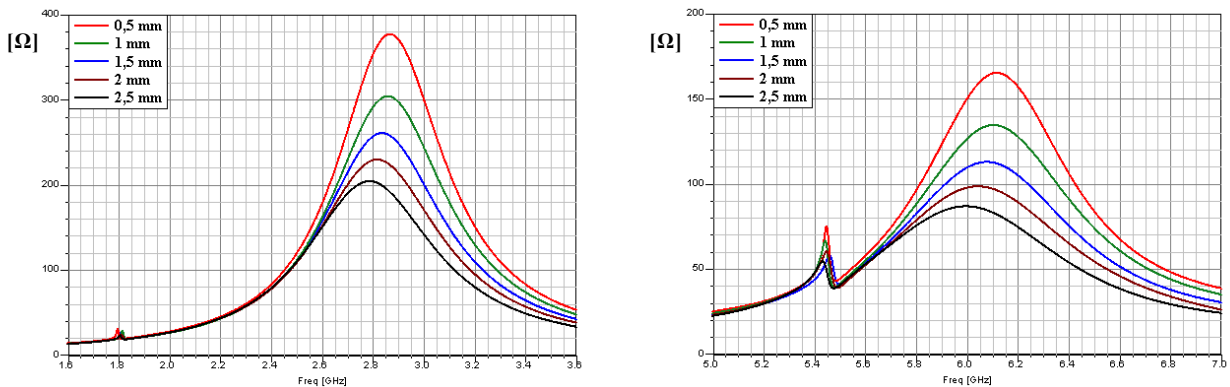 400
300
200
100
0
[Ω]
0,5 mm
1 mm
1,5 mm
2 mm
2,5 mm
1.6 1.8 2.0 2.2 2.4 2.6 2.8 3.0 3.2 3.4 3.6
Freq [GHz]
200
150
100
50
0
[Ω]
0,5 mm
1 mm
1,5 mm
2 mm
2,5 mm
5.0 5.2 5.4 5.6 5.8 6.0 6.2 6.4 6.6 6.8 7.0
Freq [GHz]